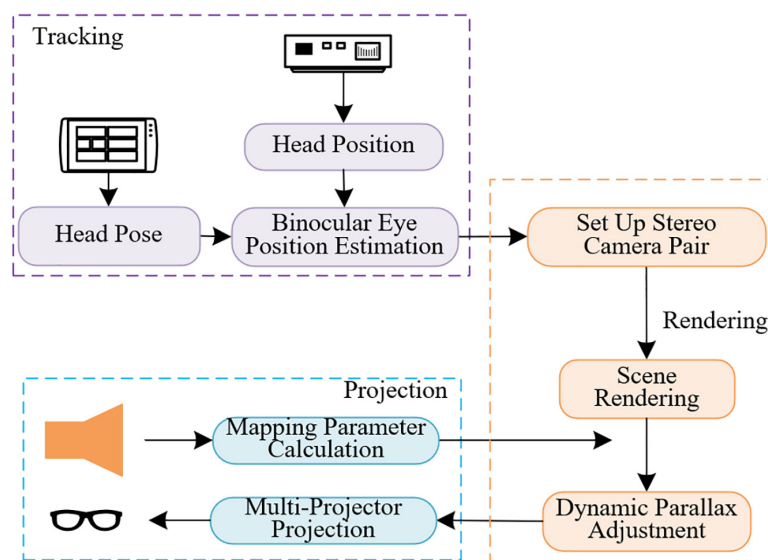 Tracking
Head Position
Head Pose
Binocular Eye
Position Estimation
Set Up Stereo
Camera Pair
Rendering
Scene
Rendering
Projection
Mapping Parameter
Calculation
Multi-Projector
Projection
Dynamic Parallax
Adjustment